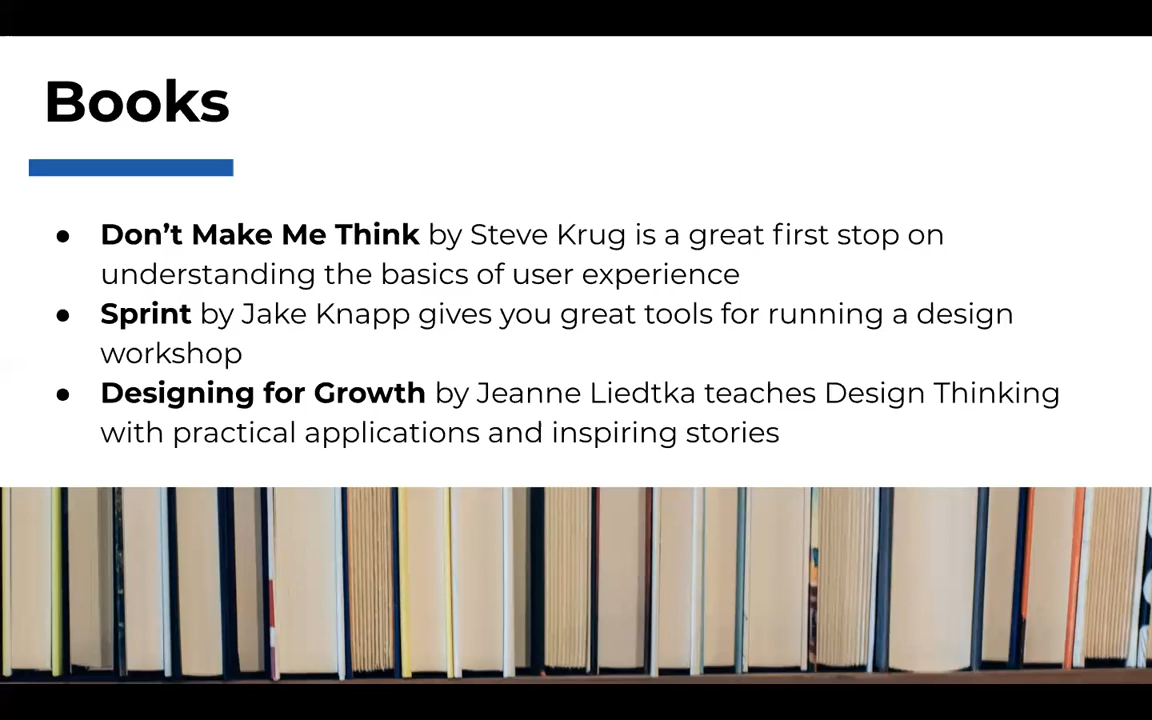 Books
● Don’t Make Me Think by Steve Krug is a great first stop on
understanding the basics of user experience
● Sprint by Jake Knapp gives you great tools for running a design
workshop
● Designing for Growth by Jeanne Liedtka teaches Design Thinking
with practical applications and inspiring stories